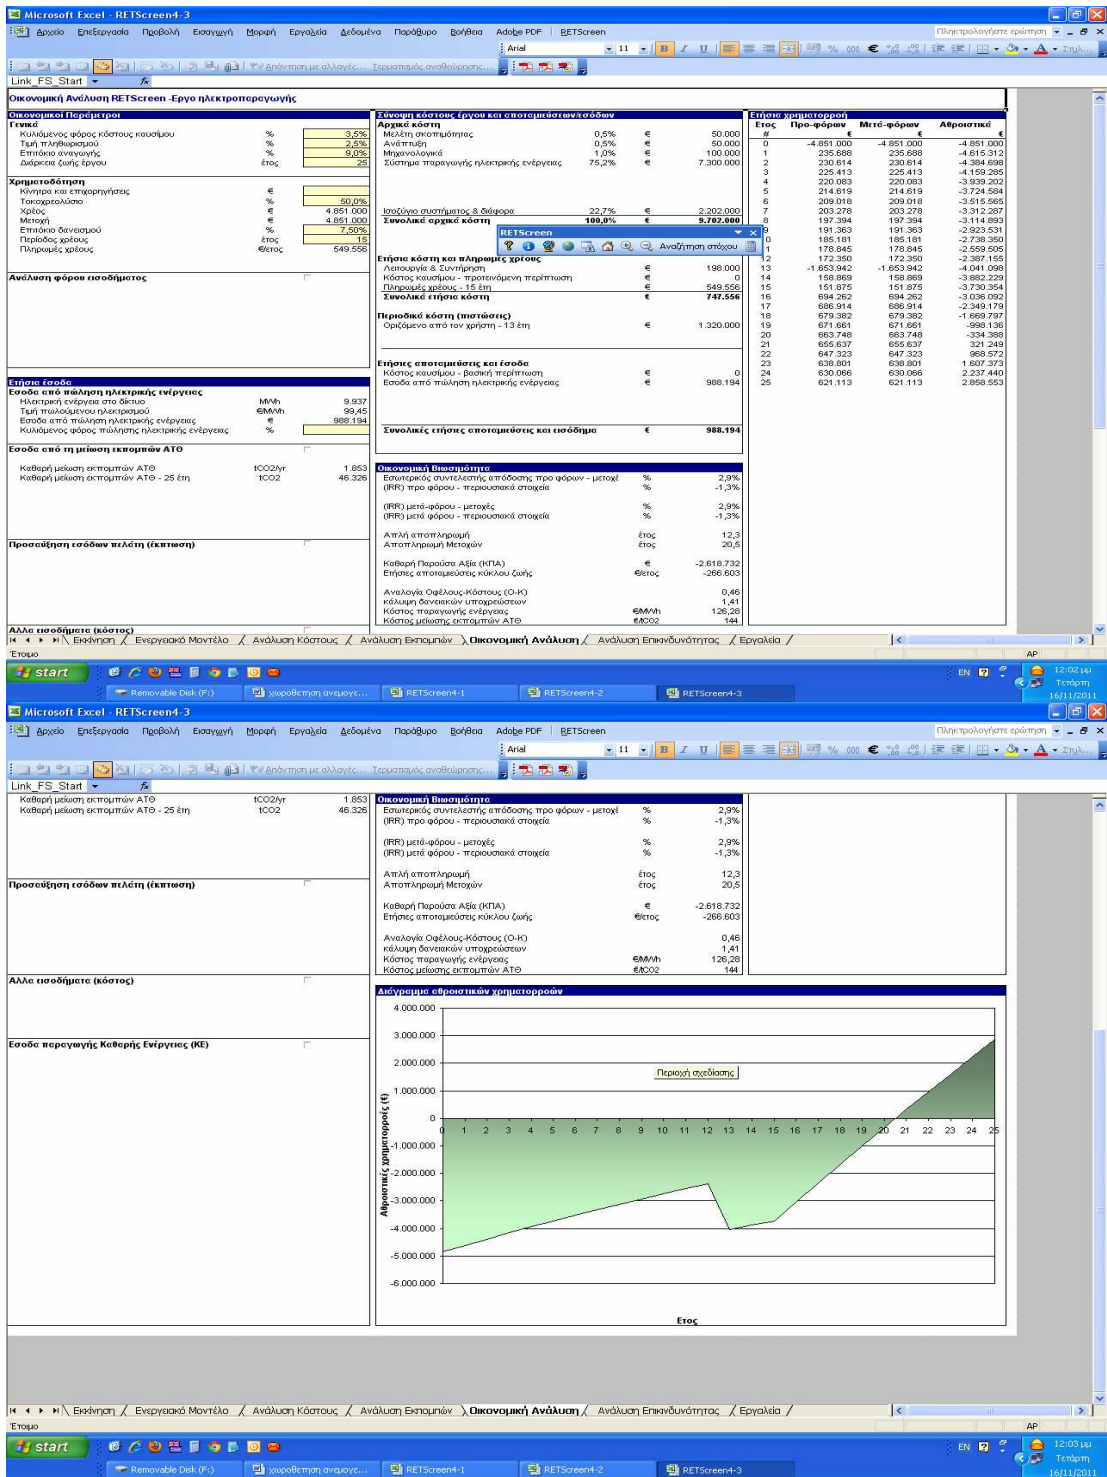 Microsoft Excel - RETScreen4-3
Αρχείο Επεξεργασία Προβολή Εισαγωγή Μορφή Εργαλεία Δεδομένα Παράθυρο Βοήθεια Adobe PDF RETScreen
Πληκτρολογήστε ερώτηση
Arial 11 B I U
Απάντηση με αλλαγές... Τερματισμός αναθεώρησης...
Link_FS_Start fx
Οικονομική Ανάλυση RETScreen -Εργο ηλεκτροπαραγωγής
Οικονομικοί Παράμετροι
Γενικά
Κυλιόμενος φόρος κόστους καυσίμου % 3,5%
Τιμή πληθωρισμού % 2,5%
Επιτόκιο αναγωγής % 9,0%
Διάρκεια ζωής έργου έτος 25
Χρηματοδότηση
Κίνητρα και επιχορηγήσεις €
Τοκοχρεολύσιο % 50,0%
Χρέος € 4.851.000
Μετοχή € 4.851.000
Επιτόκιο δανεισμού % 7,50%
Περίοδος χρέους έτος 15
Πληρωμές χρέους €/έτος 549.556
Ανάλυση φόρου εισοδήματος
Ετήσια έσοδα
Εσοδα από πώληση ηλεκτρικής ενέργειας
Ηλεκτρική ενέργεια στο δίκτυο MWh 9.937
Τιμή πωλούμενου ηλεκτρισμού €/MWh 99,45
Εσοδα από πώληση ηλεκτρικής ενέργειας € 988.194
Κυλιόμενος φόρος πώλησης ηλεκτρικής ενέργειας %
Εσοδα από τη μείωση εκπομπών ΑΤΘ
Καθαρή μείωση εκπομπών ΑΤΘ tCO2/yr 1.853
Καθαρή μείωση εκπομπών ΑΤΘ - 25 έτη tCO2 46.326
Προσαύξηση εσόδων πελάτη (έκπτωση)
Αλλα εισοδήματα (κόστος)
Σύνοψη κόστους έργου και αποταμιεύσεων/εσόδων
Αρχικά κόστη
Μελέτη σκοπιμότητας 0,5% € 50.000
Ανάπτυξη 0,5% € 50.000
Μηχανολογικά 1,0% € 100.000
Σύστημα παραγωγής ηλεκτρικής ενέργειας 75,2% € 7.300.000
Ισοζύγιο συστήματος & διάφορα 22,7% € 2.202.000
Συνολικά αρχικά κόστη 100,0% € 9.702.000
RETScreen
Αναζήτηση στόχου
Ετήσια κόστη και πληρωμές χρέους
Λειτουργία & Συντήρηση € 198.000
Κόστος καυσίμου - προτεινόμενη περίπτωση € 0
Πληρωμές χρέους - 15 έτη € 549.556
Συνολικά ετήσια κόστη € 747.556
Περιοδικά κόστη (πιστώσεις)
Οριζόμενο από τον χρήστη - 13 έτη € 1.320.000
Ετήσιες αποταμιεύσεις και έσοδα
Κόστος καυσίμου - βασική περίπτωση € 0
Εσοδα από πώληση ηλεκτρικής ενέργειας € 988.194
Συνολικές ετήσιες αποταμιεύσεις και εισόδημα € 988.194
Οικονομική Βιωσιμότητα
Εσωτερικός συντελεστής απόδοσης προ φόρων - μετοχέ % 2,9%
(IRR) προ φόρου - περιουσιακά στοιχεία % -1,3%
(IRR) μετά-φόρου - μετοχές % 2,9%
(IRR) μετά φόρου - περιουσιακά στοιχεία % -1,3%
Απλή αποπληρωμή έτος 12,3
Αποπληρωμή Μετοχών έτος 20,5
Καθαρή Παρούσα Αξία (ΚΠΑ) € -2.618.732
Ετήσιες αποταμιεύσεις κύκλου ζωής €/έτος -266.603
Αναλογία Οφέλους-Κόστους (Ο-Κ) 0,46
κάλυψη δανειακών υποχρεώσεων 1,41
Κόστος παραγωγής ενέργειας €/MWh 126,28
Κόστος μείωσης εκπομπών ΑΤΘ €/tCO2 144
Ετήσια χρηματορροή
Ετος Προ-φόρων Μετά-φόρων Αθροιστικά
# € € €
0 -4.851.000 -4.851.000 -4.851.000
1 235.688 235.688 -4.615.312
2 230.614 230.614 -4.384.698
3 225.413 225.413 -4.159.285
4 220.083 220.083 -3.939.202
5 214.619 214.619 -3.724.584
6 209.018 209.018 -3.515.565
7 203.278 203.278 -3.312.287
8 197.394 197.394 -3.114.893
9 191.363 191.363 -2.923.531
0 185.181 185.181 -2.738.350
1 178.845 178.845 -2.559.505
12 172.350 172.350 -2.387.155
13 -1.653.942 -1.653.942 -4.041.098
14 158.869 158.869 -3.882.229
15 151.875 151.875 -3.730.354
16 694.262 694.262 -3.036.092
17 686.914 686.914 -2.349.179
18 679.382 679.382 -1.669.797
19 671.661 671.661 -998.136
20 663.748 663.748 -334.388
21 655.637 655.637 321.249
22 647.323 647.323 968.572
23 638.801 638.801 1.607.373
24 630.066 630.066 2.237.440
25 621.113 621.113 2.858.553
Εκκίνηση Ενεργειακό Μοντέλο Ανάλυση Κόστους Ανάλυση Εκπομπών Οικονομική Ανάλυση Ανάλυση Επικινδυνότητας Εργαλεία
Έτοιμο AP
start EN 12:02 μμ
Τετάρτη
Removable Disk (F:) χωροθετηση ανεμογε... RETScreen4-1 RETScreen4-2 RETScreen4-3 16/11/2011
Microsoft Excel - RETScreen4-3
Αρχείο Επεξεργασία Προβολή Εισαγωγή Μορφή Εργαλεία Δεδομένα Παράθυρο Βοήθεια Adobe PDF RETScreen
Πληκτρολογήστε ερώτηση
Arial 11 B I U
Απάντηση με αλλαγές... Τερματισμός αναθεώρησης...
Link_FS_Start fx
Καθαρή μείωση εκπομπών ΑΤΘ tCO2/yr 1.853
Καθαρή μείωση εκπομπών ΑΤΘ - 25 έτη tCO2 46.326
Προσαύξηση εσόδων πελάτη (έκπτωση)
Αλλα εισοδήματα (κόστος)
Εσοδα παραγωγής Καθαρής Ενέργειας (ΚΕ)
Οικονομική Βιωσιμότητα
Εσωτερικός συντελεστής απόδοσης προ φόρων - μετοχέ % 2,9%
(IRR) προ φόρου - περιουσιακά στοιχεία % -1,3%
(IRR) μετά-φόρου - μετοχές % 2,9%
(IRR) μετά φόρου - περιουσιακά στοιχεία % -1,3%
Απλή αποπληρωμή έτος 12,3
Αποπληρωμή Μετοχών έτος 20,5
Καθαρή Παρούσα Αξία (ΚΠΑ) € -2.618.732
Ετήσιες αποταμιεύσεις κύκλου ζωής €/έτος -266.603
Αναλογία Οφέλους-Κόστους (Ο-Κ) 0,46
κάλυψη δανειακών υποχρεώσεων 1,41
Κόστος παραγωγής ενέργειας €/MWh 126,28
Κόστος μείωσης εκπομπών ΑΤΘ €/tCO2 144
Διάγραμμα αθροιστικών χρηματορροών
4.000.000
3.000.000
2.000.000
Περιοχή σχεδίασης
1.000.000
0
0 1 2 3 4 5 6 7 8 9 10 11 12 13 14 15 16 17 18 19 20 21 22 23 24 25
-1.000.000
-2.000.000
-3.000.000
-4.000.000
-5.000.000
-6.000.000
Αθροιστικές χρηματορροές (€)
Ετος
Εκκίνηση Ενεργειακό Μοντέλο Ανάλυση Κόστους Ανάλυση Εκπομπών Οικονομική Ανάλυση Ανάλυση Επικινδυνότητας Εργαλεία
Έτοιμο AP
start EN 12:03 μμ
Τετάρτη
Removable Disk (F:) χωροθετηση ανεμογε... RETScreen4-1 RETScreen4-2 RETScreen4-3 16/11/2011